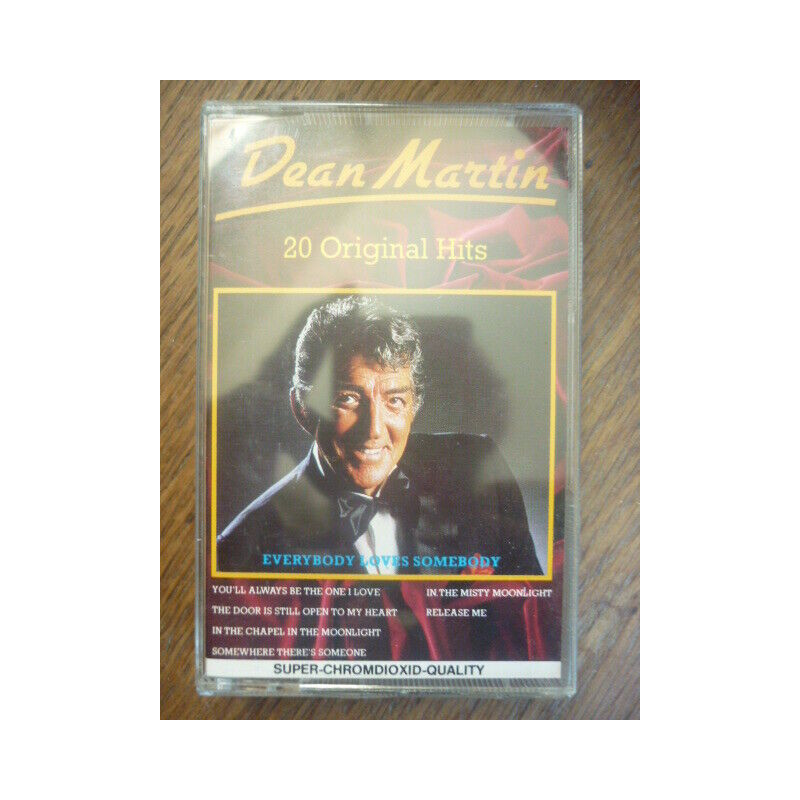 Dean Martin
20 Original Hits
EVERYBODY LOVES SOMEBODY
YOU'LL ALWAYS BE THE ONE I LOVE
THE DOOR IS STILL OPEN TO MY HEART
IN THE CHAPEL IN THE MOONLIGHT
SOMEWHERE THERE'S SOMEONE
IN THE MISTY MOONLIGHT
RELEASE ME
SUPER-CHROMDIOXID-QUALITY